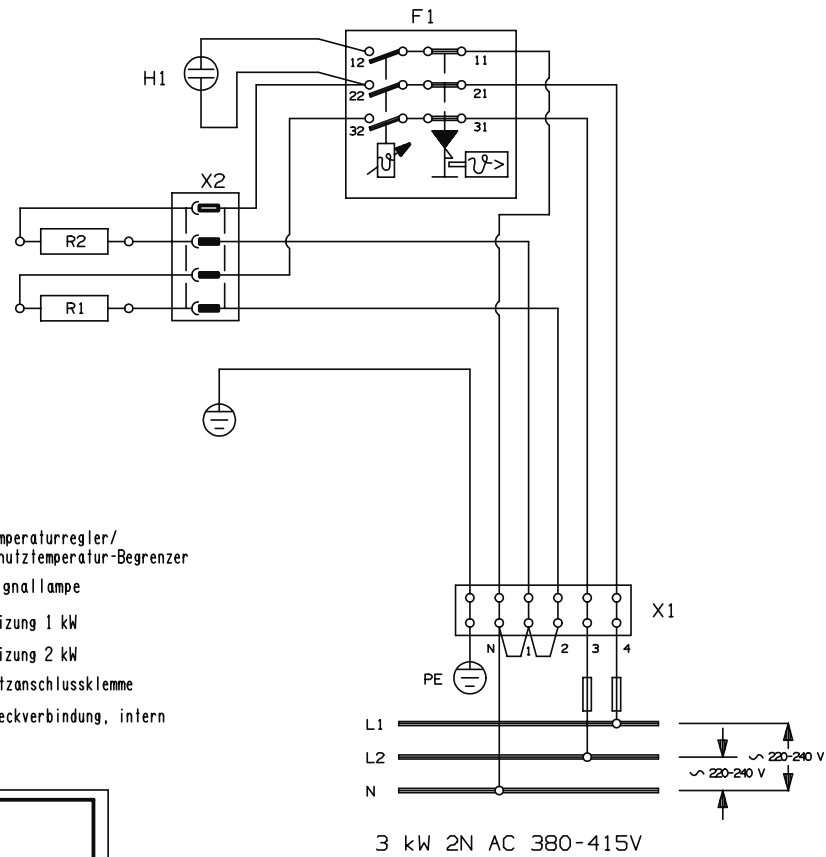 F1
H1
12
11
22
21
32
31
X2
R2
R1
mperaturregler/
hutztemperatur-Begrenzer
gnallampe
izung 1 kW
izung 2 kW
tzanschlussklemme
eckverbindung, intern
X1
N 1 2 3 4
PE
L1
L2
N
~ 220-240 V
~ 220-240 V
3 kW 2N AC 380-415V